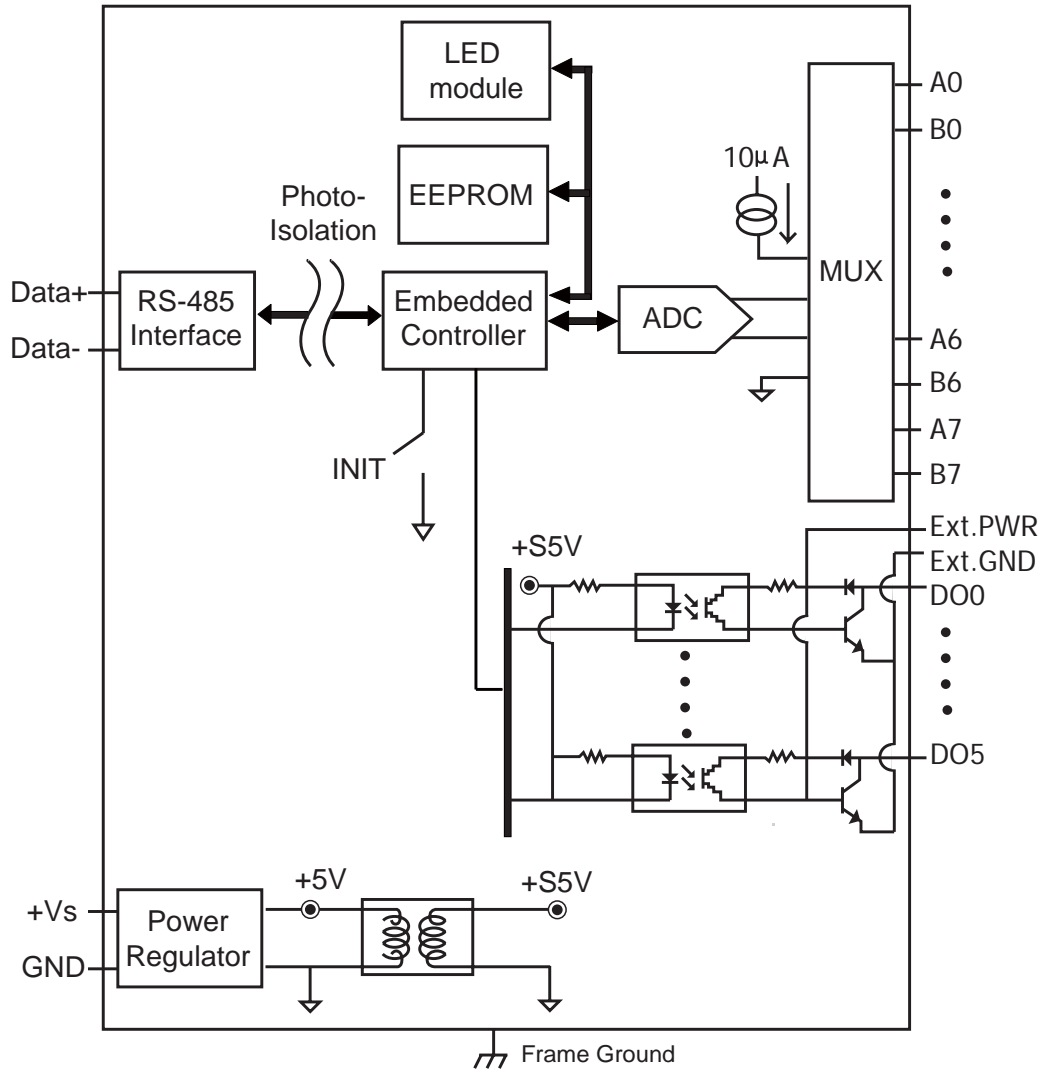 LED
module
A0
B0
10μA
EEPROM
Photo-
Isolation
MUX
Data+
RS-485
Interface
Embedded
Controller
ADC
Data-
A6
B6
A7
INIT
B7
Ext.PWR
+S5V
Ext.GND
DO0
DO5
+5V
+S5V
+Vs
Power
Regulator
GND
Frame Ground